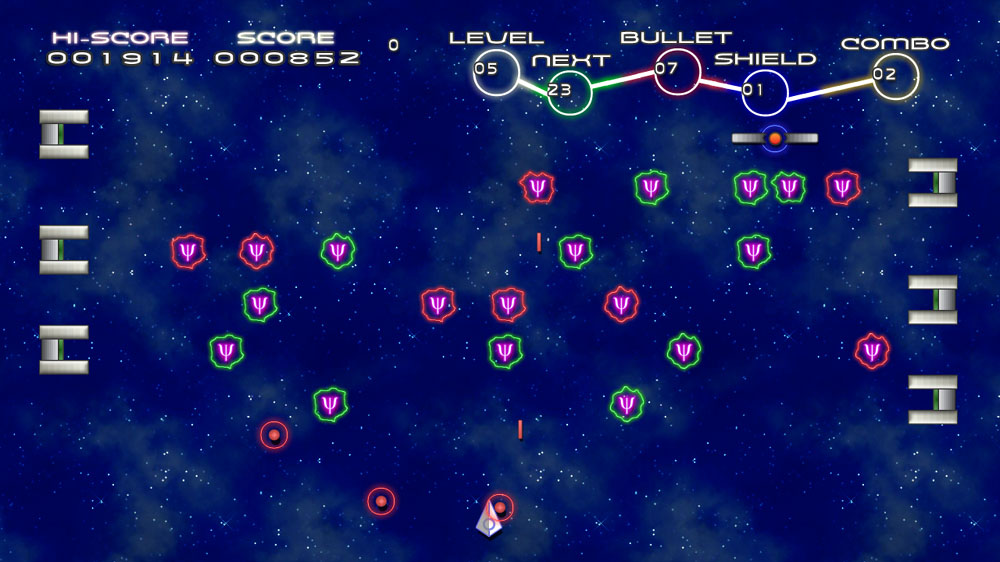 HI-SCORE SCORE
001914 000852 0
LEVEL NEXT BULLET SHIELD COMBO
05 23 07 01 02
Ψ Ψ Ψ Ψ Ψ
Ψ Ψ Ψ Ψ Ψ
Ψ Ψ Ψ Ψ
Ψ Ψ Ψ Ψ
Ψ Ψ